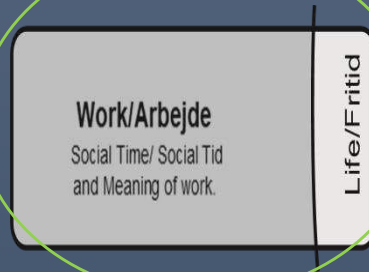 Work/Arbejde
Social Time/ Social Tid
and Meaning of work.
Life/Fritid